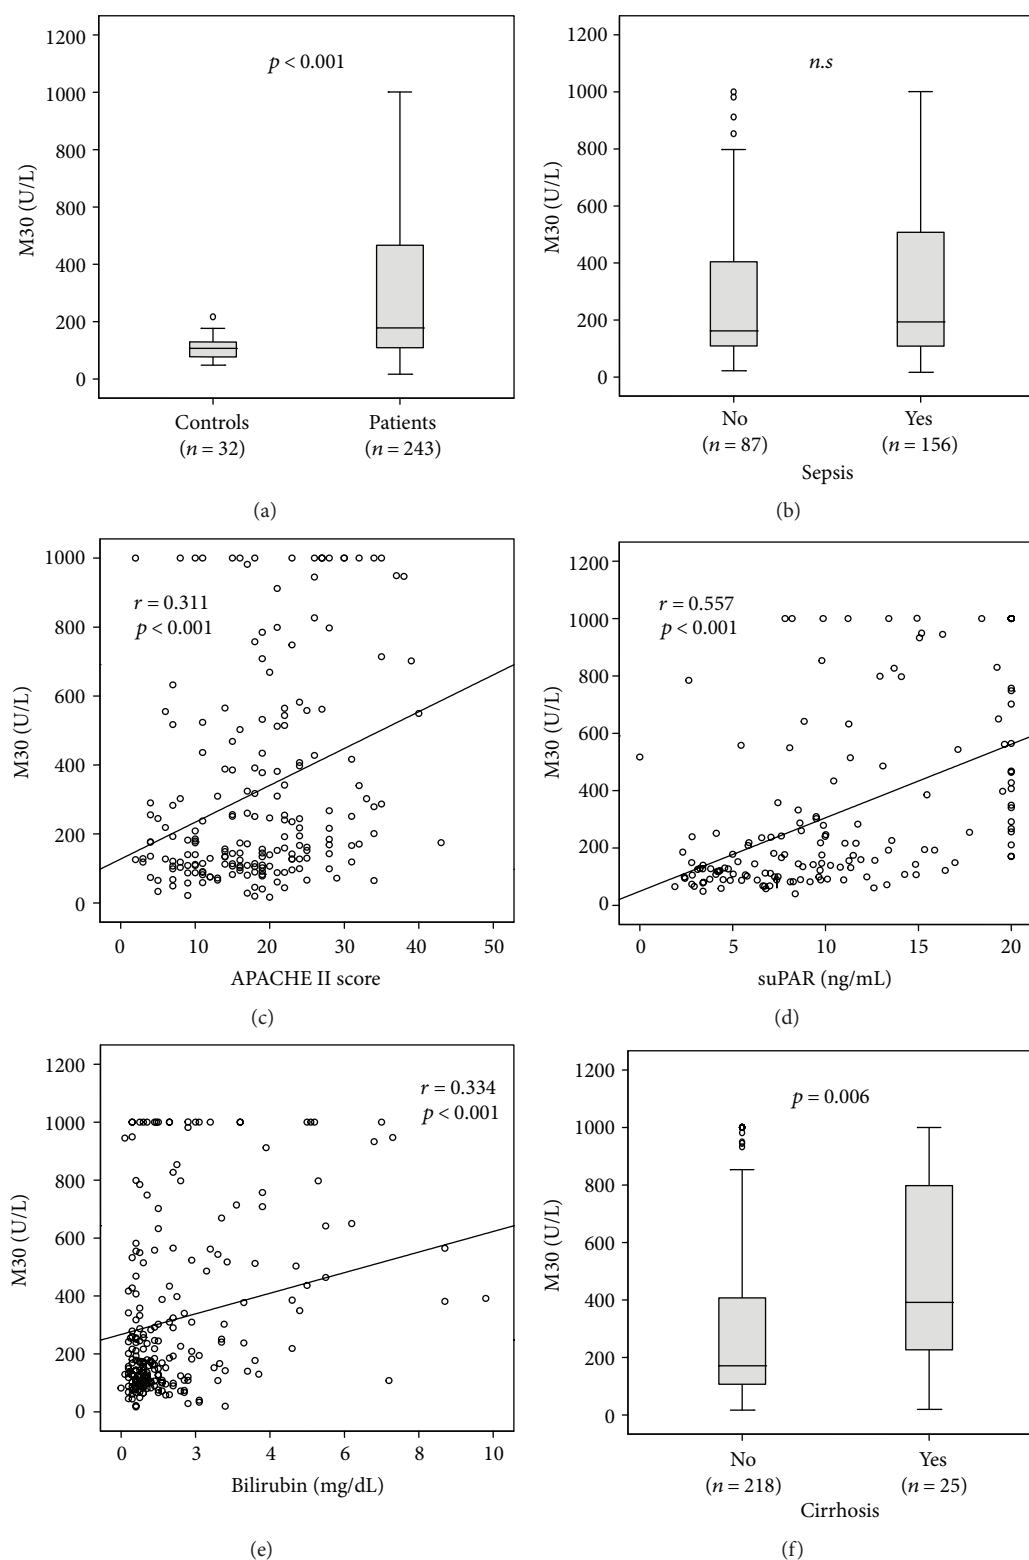 1200
1000
800
600
400
200
0
M30 (U/L)
p < 0.001
Controls
(n = 32)
Patients
(n = 243)
(a)
1200
1000
800
600
400
200
0
M30 (U/L)
n.s
No
(n = 87)
Yes
(n = 156)
Sepsis
(b)
1000
800
600
400
200
0
M30 (U/L)
r = 0.311
p < 0.001
0 10 20 30 40 50
APACHE II score
(c)
1200
1000
800
600
400
200
0
M30 (U/L)
r = 0.557
p < 0.001
0 5 10 15 20
suPAR (ng/mL)
(d)
1200
1000
800
600
400
200
0
M30 (U/L)
r = 0.334
p < 0.001
0 3 4 6 8 10
Bilirubin (mg/dL)
(e)
1200
1000
800
600
400
200
0
M30 (U/L)
p = 0.006
No
(n = 218)
Yes
(n = 25)
Cirrhosis
(f)